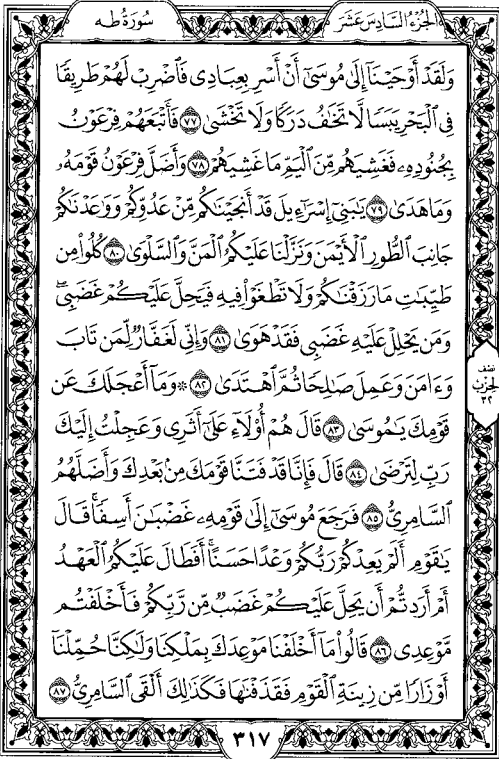 الجزء السادس عشر
سورة طه
وَلَقَدْ أَوْحَيْنَآ إِلَىٰ مُوسَىٰٓ أَنْ أَسْرِ بِعِبَادِى فَٱضْرِبْ لَهُمْ طَرِيقًا
فِى ٱلْبَحْرِ يَبَسًا لَّا تَخَٰفُ دَرَكًا وَلَا تَخْشَىٰ ٧٧ فَأَتْبَعَهُمْ فِرْعَوْنُ
بِجُنُودِهِۦ فَغَشِيَهُم مِّنَ ٱلْيَمِّ مَا غَشِيَهُمْ ٧٨ وَأَضَلَّ فِرْعَوْنُ قَوْمَهُۥ
وَمَا هَدَىٰ ٧٩ يَٰبَنِىٓ إِسْرَٰٓءِيلَ قَدْ أَنجَيْنَٰكُم مِّنْ عَدُوِّكُمْ وَوَٰعَدْنَٰكُمْ
جَانِبَ ٱلطُّورِ ٱلْأَيْمَنَ وَنَزَّلْنَا عَلَيْكُمُ ٱلْمَنَّ وَٱلسَّلْوَىٰ ٨٠ كُلُوا۟ مِن
طَيِّبَٰتِ مَا رَزَقْنَٰكُمْ وَلَا تَطْغَوْا۟ فِيهِ فَيَحِلَّ عَلَيْكُمْ غَضَبِى ۖ
وَمَن يَحْلِلْ عَلَيْهِ غَضَبِى فَقَدْ هَوَىٰ ٨١ وَإِنِّى لَغَفَّارٌ لِّمَن تَابَ
وَءَامَنَ وَعَمِلَ صَٰلِحًا ثُمَّ ٱهْتَدَىٰ ٨٢ ۞ وَمَآ أَعْجَلَكَ عَن
قَوْمِكَ يَٰمُوسَىٰ ٨٣ قَالَ هُمْ أُو۟لَآءِ عَلَىٰٓ أَثَرِى وَعَجِلْتُ إِلَيْكَ
رَبِّ لِتَرْضَىٰ ٨٤ قَالَ فَإِنَّا قَدْ فَتَنَّا قَوْمَكَ مِنۢ بَعْدِكَ وَأَضَلَّهُمُ
ٱلسَّامِرِىُّ ٨٥ فَرَجَعَ مُوسَىٰٓ إِلَىٰ قَوْمِهِۦ غَضْبَٰنَ أَسِفًا ۚ قَالَ
يَٰقَوْمِ أَلَمْ يَعِدْكُمْ رَبُّكُمْ وَعْدًا حَسَنًا ۚ أَفَطَالَ عَلَيْكُمُ ٱلْعَهْدُ
أَمْ أَرَدتُّمْ أَن يَحِلَّ عَلَيْكُمْ غَضَبٌ مِّن رَّبِّكُمْ فَأَخْلَفْتُم
مَّوْعِدِى ٨٦ قَالُوا۟ مَآ أَخْلَفْنَا مَوْعِدَكَ بِمَلْكِنَا وَلَٰكِنَّا حُمِّلْنَآ
أَوْزَارًا مِّن زِينَةِ ٱلْقَوْمِ فَقَذَفْنَٰهَا فَكَذَٰلِكَ أَلْقَى ٱلسَّامِرِىُّ ٨٧
نصف
الحزب
٣٢
٣١٧